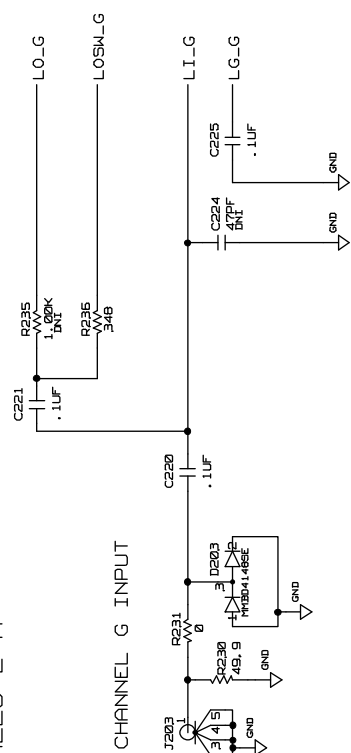 LO_G
LOSW_G
LI_G
LG_G
C225
.1UF
GND
C224
47PF
DNI
GND
R235
1.00K
DNI
R236
348
C221
.1UF
C220
.1UF
CHANNEL G INPUT
D203
MMBD4148SE
1
2
3
GND
R231
0
R230
49.9
GND
J203
1
3
4
5
GND